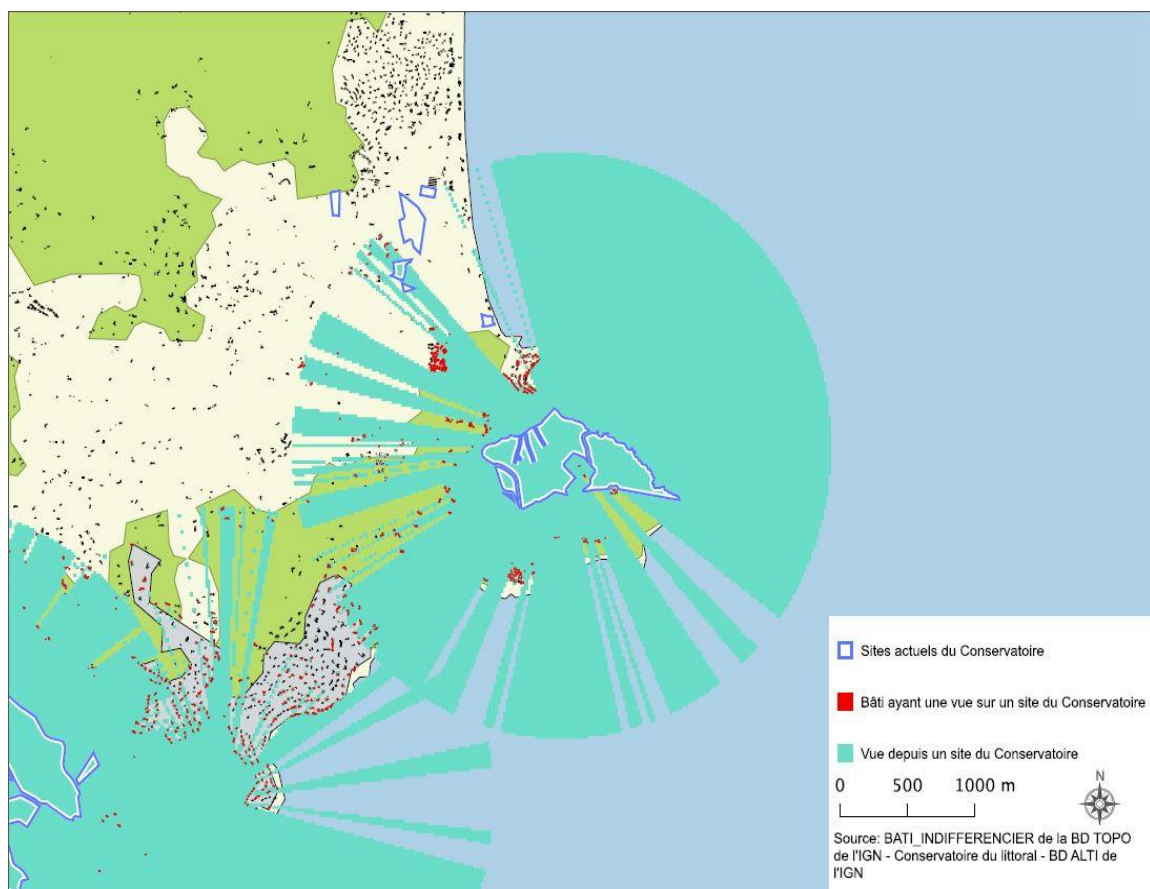 Sites actuels du Conservatoire
Bâti ayant une vue sur un site du Conservatoire
Vue depuis un site du Conservatoire
0 500 1000 m
N
Source: BATI_INDIFFERENCIER de la BD TOPO
de l'IGN - Conservatoire du littoral - BD ALTI de
l'IGN